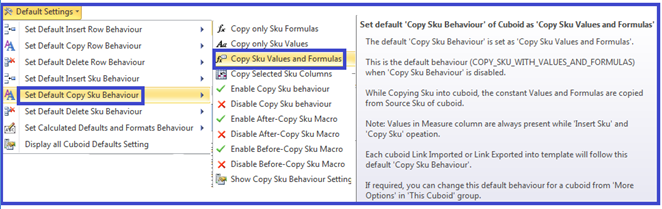 Default Settings
Set Default Insert Row Behaviour
Set Default Copy Row Behaviour
Set Default Delete Row Behaviour
Set Default Insert Sku Behaviour
Set Default Copy Sku Behaviour
Set Default Delete Sku Behaviour
Set Calculated Defaults and Formats Behaviour
Display all Cuboid Defaults Setting
Copy only Sku Formulas
Copy only Sku Values
Copy Sku Values and Formulas
Copy Selected Sku Columns
Enable Copy Sku behaviour
Disable Copy Sku behaviour
Enable After-Copy Sku Macro
Disable After-Copy Sku Macro
Enable Before-Copy Sku Macro
Disable Before-Copy Sku Macro
Show Copy Sku Behaviour Setting
Set default 'Copy Sku Behaviour' of Cuboid as 'Copy Sku Values and Formulas'
The default 'Copy Sku Behaviour' is set as 'Copy Sku Values and Formulas'.
This is the default behaviour (COPY_SKU_WITH_VALUES_AND_FORMULAS)
when 'Copy Sku Behaviour' is disabled.
While Copying Sku into cuboid, the constant Values and Formulas are copied
from Source Sku of cuboid.
Note: Values in Measure column are always present while 'Insert Sku' and
'Copy Sku' opeation.
Each cuboid Link Imported or Link Exported into template will follow this
default 'Copy Sku Behaviour'.
If required, you can change this default behaviour for a cuboid from 'More
Options' in 'This Cuboid' group.